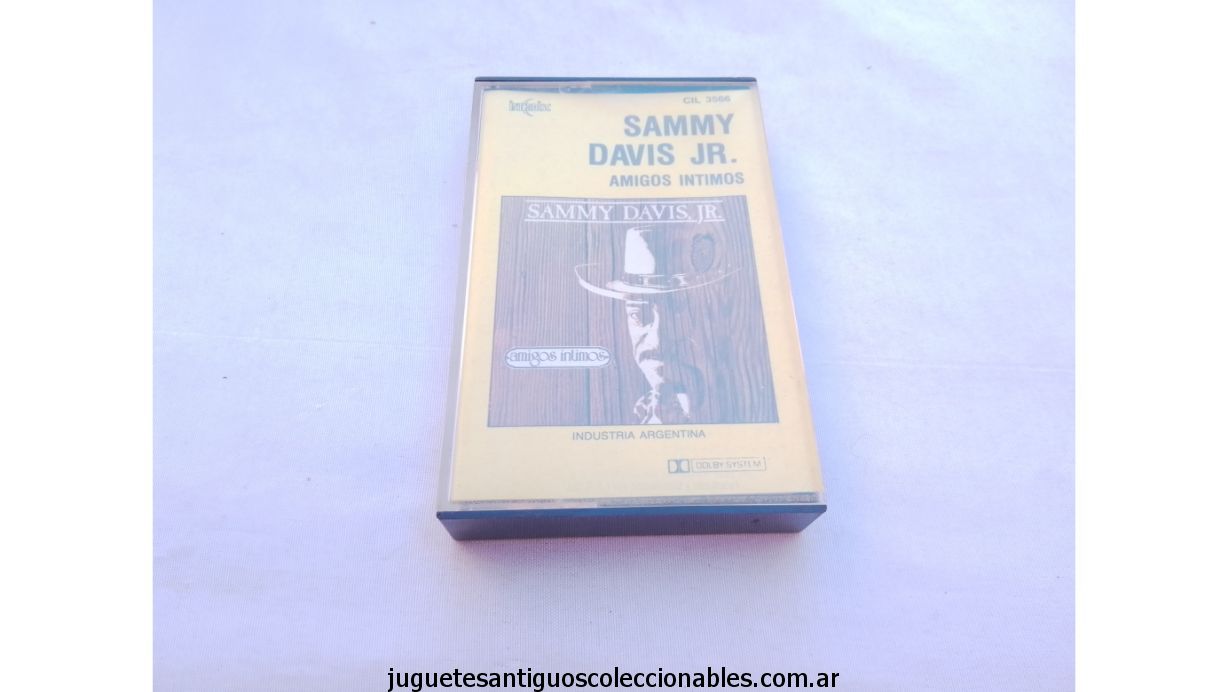 CIL 3566
SAMMY
DAVIS JR.
AMIGOS INTIMOS
SAMMY DAVIS, JR.
amigos intimos
INDUSTRIA ARGENTINA
DOLBY SYSTEM
juguetesantiguoscoleccionables.com.ar